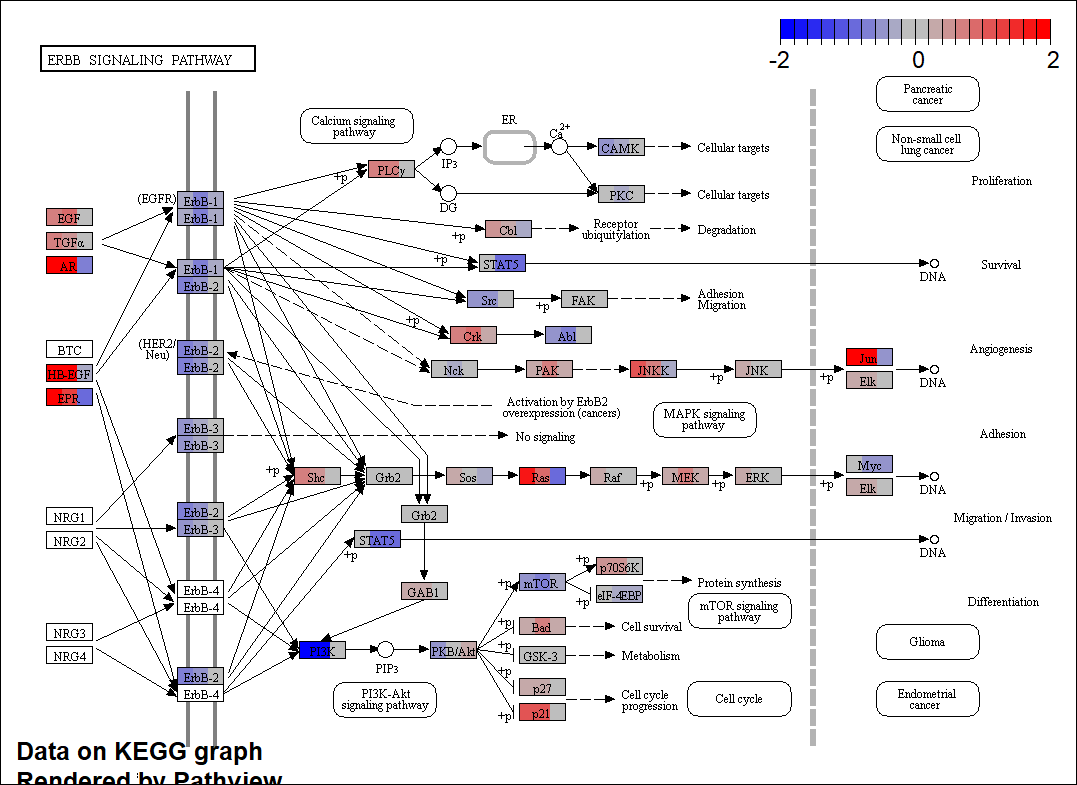 -2 0 2
ERBB SIGNALING PATHWAY
Pancreatic
cancer
Calcium signaling
pathway
ER
Ca2+
Non-small cell
lung cancer
IP3
CAMK
Cellular targets
+p
PLCγ
Proliferation
DG
PKC
Cellular targets
(EGFR)
ErbB-1
ErbB-1
EGF
TGFα
AR
+p
Cbl
Receptor
ubiquitylation
Degradation
+p
STAT5
DNA
Survival
ErbB-1
ErbB-2
Src
+p
FAK
Adhesion
Migration
+p
Crk
Abl
BTC
HB-EGF
EPR
(HER2/
Neu)
ErbB-2
ErbB-2
Nck
PAK
JNKK
+p
JNK
+p
Jun
Elk
DNA
Angiogenesis
Activation by ErbB2
overexpression (cancers)
MAPK signaling
pathway
ErbB-3
ErbB-3
No signaling
Adhesion
+p
Shc
Grb2
Sos
Ras
Raf
+p
MEK
+p
ERK
+p
Myc
Elk
DNA
NRG1
NRG2
ErbB-2
ErbB-3
Grb2
Migration / Invasion
STAT5
+p
DNA
ErbB-4
ErbB-4
GAB1
+p
mTOR
+p
p70S6K
+p
eIF-4EBP
Protein synthesis
mTOR signaling
pathway
Differentiation
NRG3
NRG4
+p
Bad
Cell survival
Glioma
PIP3
PKB/Akt
+p
GSK-3
Metabolism
ErbB-2
ErbB-4
+p
p27
+p
p21
Cell cycle
progression
Cell cycle
Endometrial
cancer
PI3K-Akt
signaling pathway
Data on KEGG graph
Rendered by Pathview